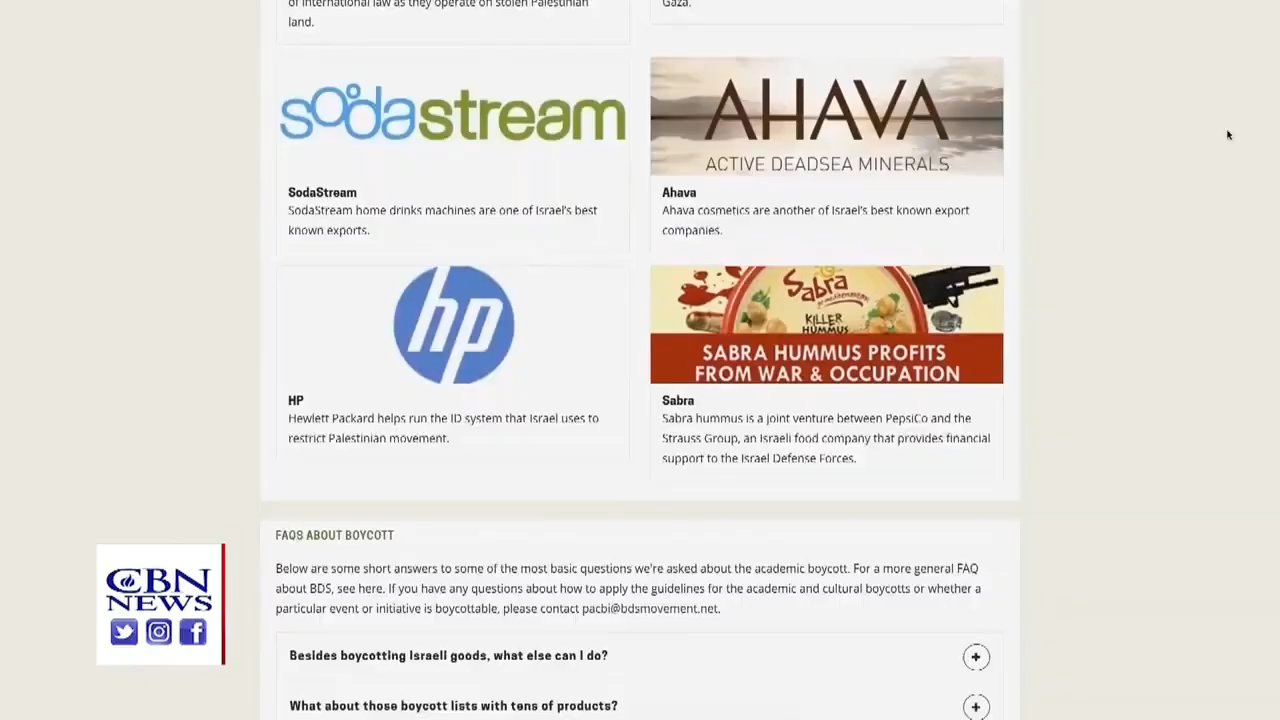 of international law as they operate on stolen Palestinian
land.
Gaza.
sodastream
SodaStream
SodaStream home drinks machines are one of Israel's best
known exports.
AHAVA
ACTIVE DEADSEA MINERALS
Ahava
Ahava cosmetics are another of Israel's best known export
companies.
hp
HP
Hewlett Packard helps run the ID system that Israel uses to
restrict Palestinian movement.
Sabra
KILLER
HUMMUS
SABRA HUMMUS PROFITS
FROM WAR & OCCUPATION
Sabra
Sabra hummus is a joint venture between PepsiCo and the
Strauss Group, an Israeli food company that provides financial
support to the Israel Defense Forces.
FAQS ABOUT BOYCOTT
Below are some short answers to some of the most basic questions we're asked about the academic boycott. For a more general FAQ
about BDS, see here. If you have any questions about how to apply the guidelines for the academic and cultural boycotts or whether a
particular event or initiative is boycottable, please contact pacbi@bdsmovement.net.
Besides boycotting Israeli goods, what else can I do?
What about those boycott lists with tens of products?
CBN
NEWS